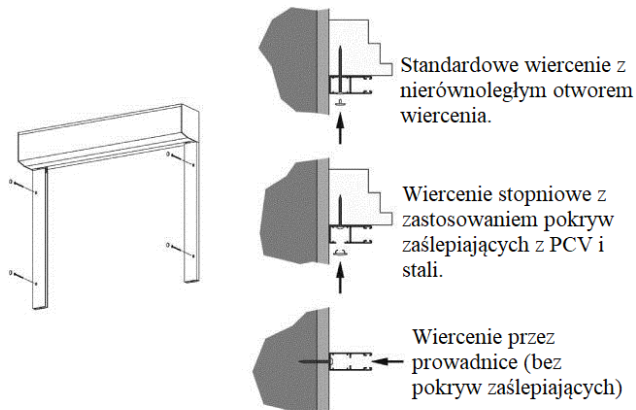 Standardowe wiercenie z
nierównoległym otworem
wiercenia.
Wiercenie stopniowe z
zastosowaniem pokryw
zaślepiających z PCV i
stali.
Wiercenie przez
prowadnice (bez
pokryw zaślepiających)